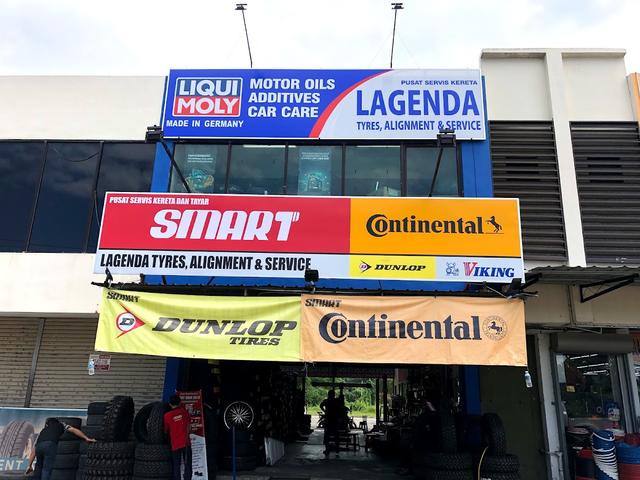 LIQUI
MOLY
MADE IN GERMANY
MOTOR OILS
ADDITIVES
CAR CARE
PUSAT SERVIS KERETA
LAGENDA
TYRES, ALIGNMENT & SERVICE
PUSAT SERVIS KERETA DAN TAYAR
SMART
Continental
LAGENDA TYRES, ALIGNMENT & SERVICE
DUNLOP
VIKING
SMART
DUNLOP
TIRES
SMART
Continental
ENT